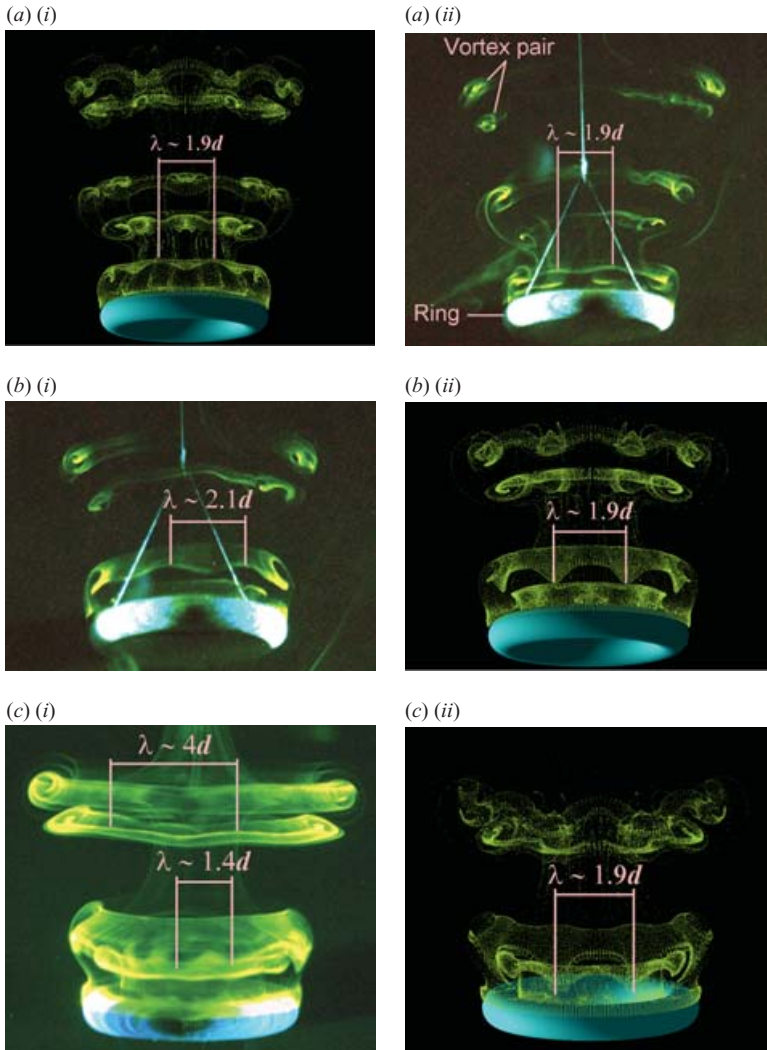 (a) (i)
(a) (ii)
Vortex pair
λ ~ 1.9d
λ ~ 1.9d
Ring
(b) (i)
(b) (ii)
λ ~ 2.1d
λ ~ 1.9d
(c) (i)
(c) (ii)
λ ~ 4d
λ ~ 1.4d
λ ~ 1.9d